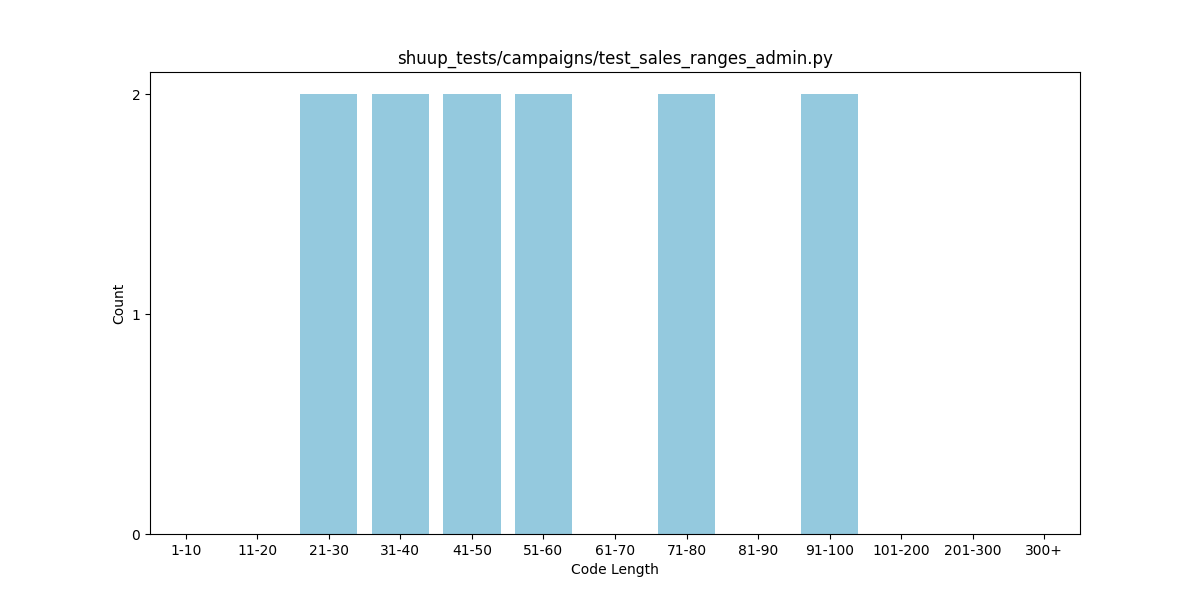 shuup_tests/campaigns/test_sales_ranges_admin.py
2
1
0
Count
1-10 11-20 21-30 31-40 41-50 51-60 61-70 71-80 81-90 91-100 101-200 201-300 300+
Code Length